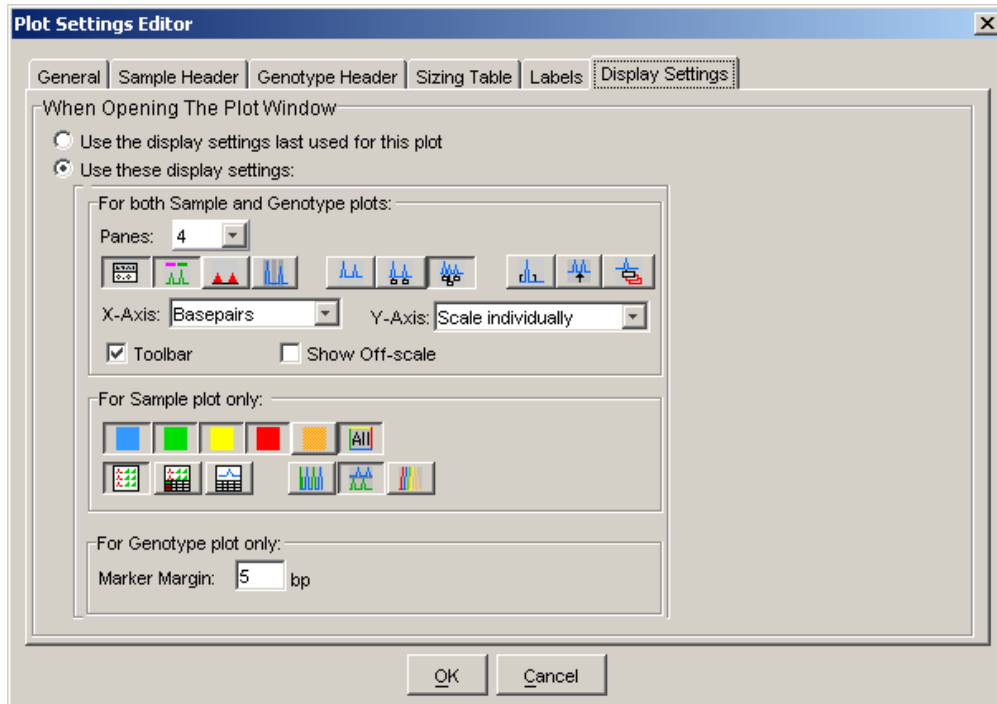 Plot Settings Editor
General Sample Header Genotype Header Sizing Table Labels Display Settings
When Opening The Plot Window
Use the display settings last used for this plot
Use these display settings:
For both Sample and Genotype plots:
Panes: 4
X-Axis: Basepairs Y-Axis: Scale individually
Toolbar Show Off-scale
For Sample plot only:
All
For Genotype plot only:
Marker Margin: 5 bp
OK Cancel